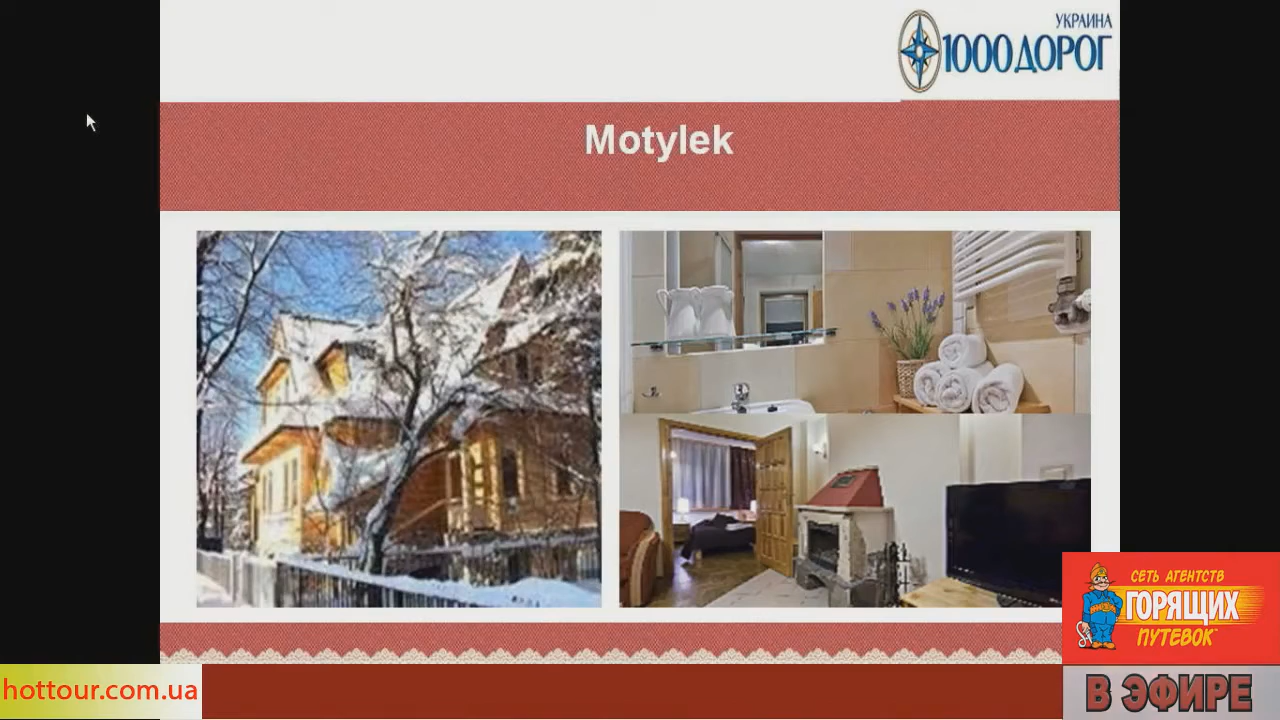 УКРАИНА
1000 ДОРОГ
Motylek
СЕТЬ АГЕНТСТВ
ГОРЯЩИХ
ПУТЕВОК
hottour.com.ua
В ЭФИРЕ